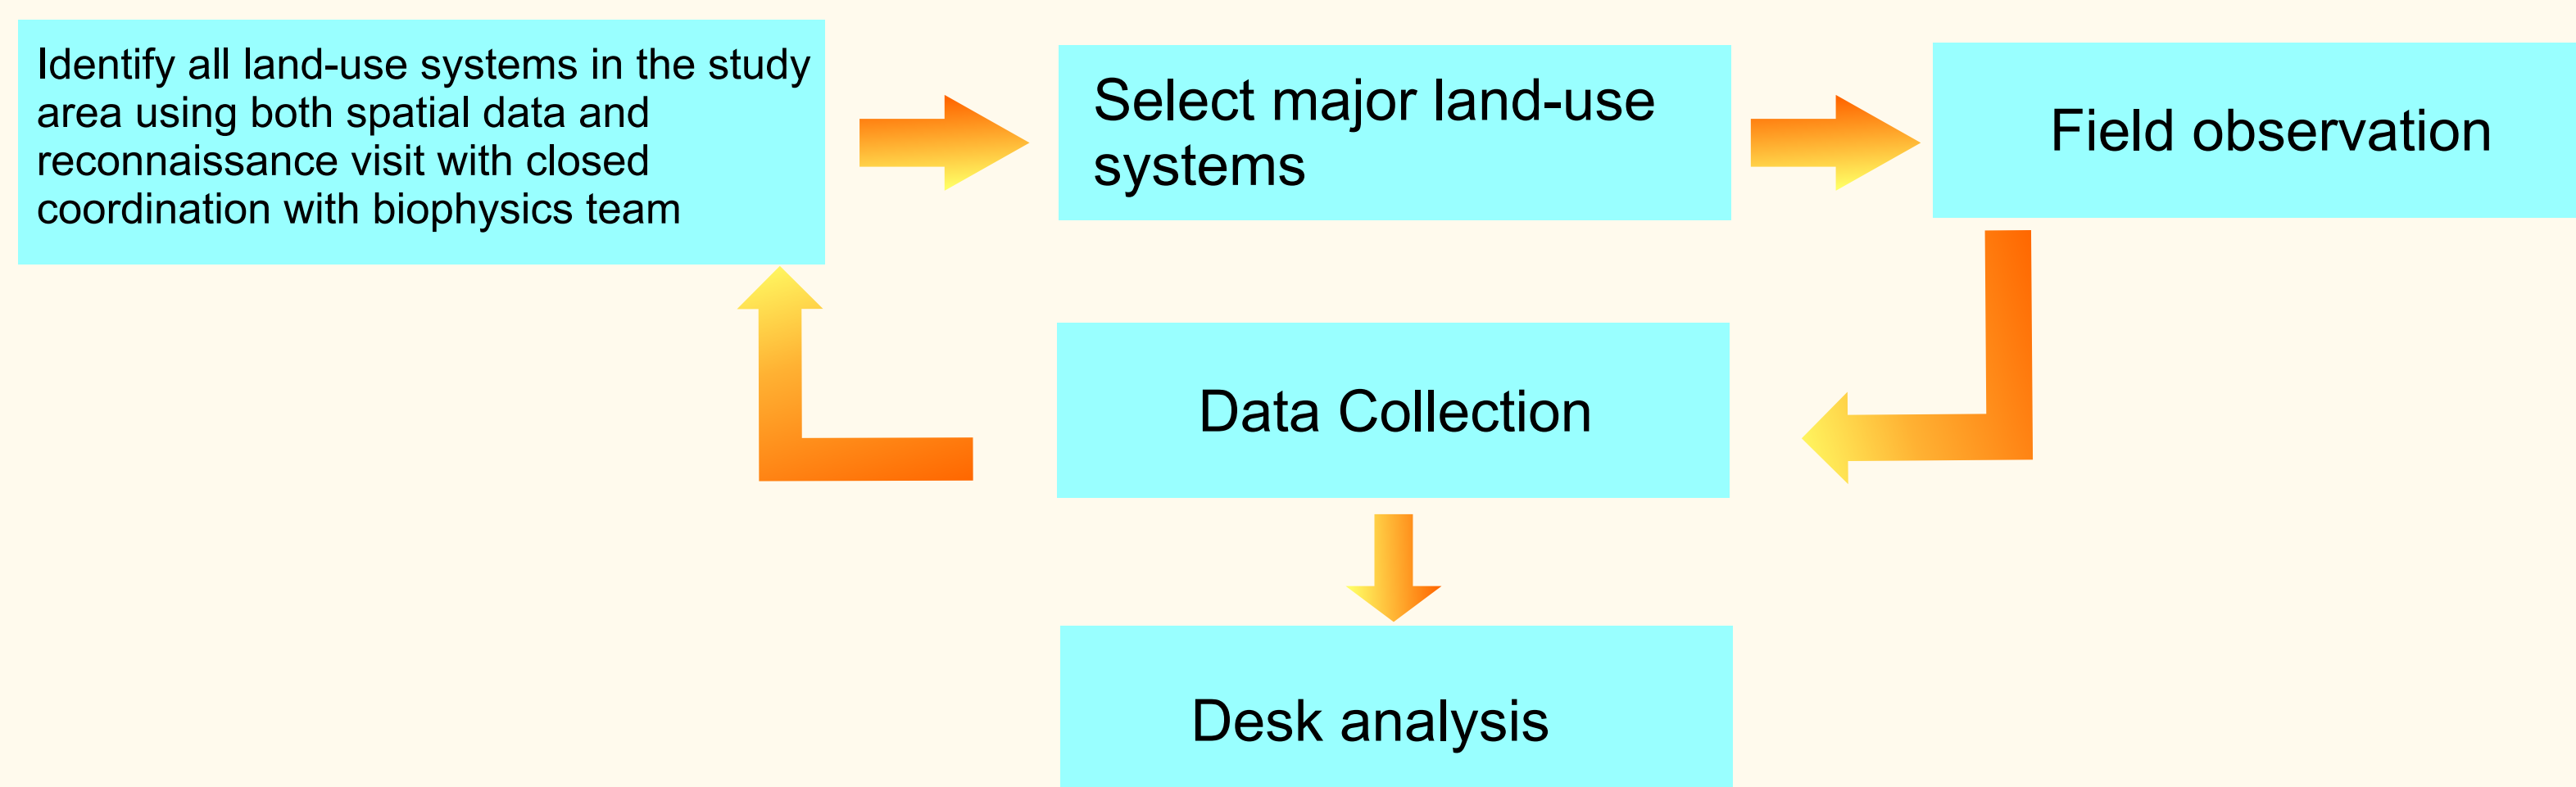 Identify all land-use systems in the study
area using both spatial data and
reconnaissance visit with closed
coordination with biophysics team
Select major land-use
systems
Field observation
Data Collection
Desk analysis